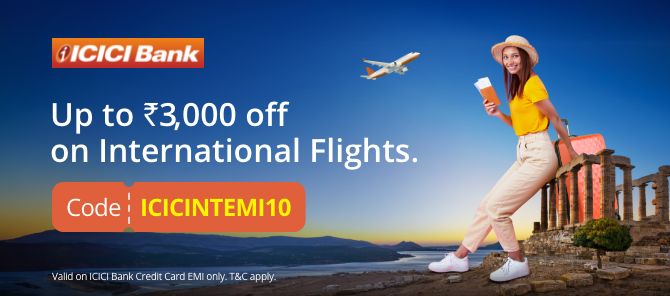 ICICI Bank
Up to ₹3,000 off
on International Flights.
Code ICICINTEMI10
Valid on ICICI Bank Credit Card EMI only. T&C apply.